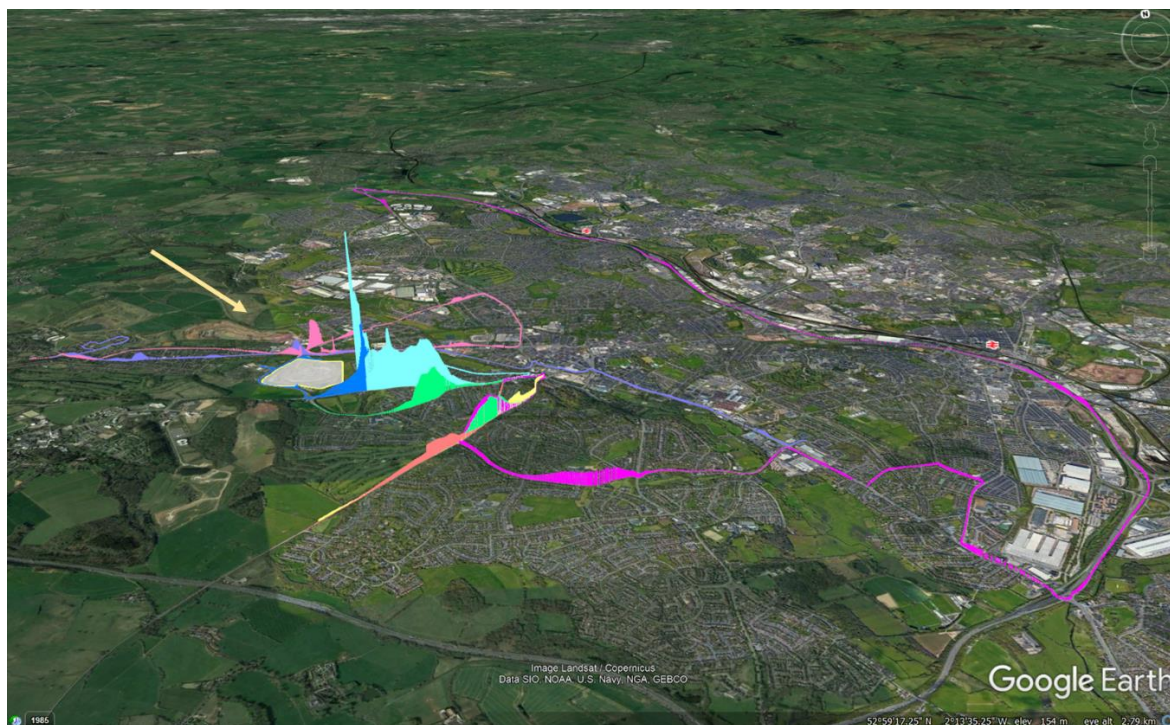 N
Image Landsat / Copernicus
Data SIO, NOAA, U.S. Navy, NGA, GEBCO
Google Earth
1985
52°59'17.25" N 2°13'35.25" W elev 154 m eye alt 2.79 km